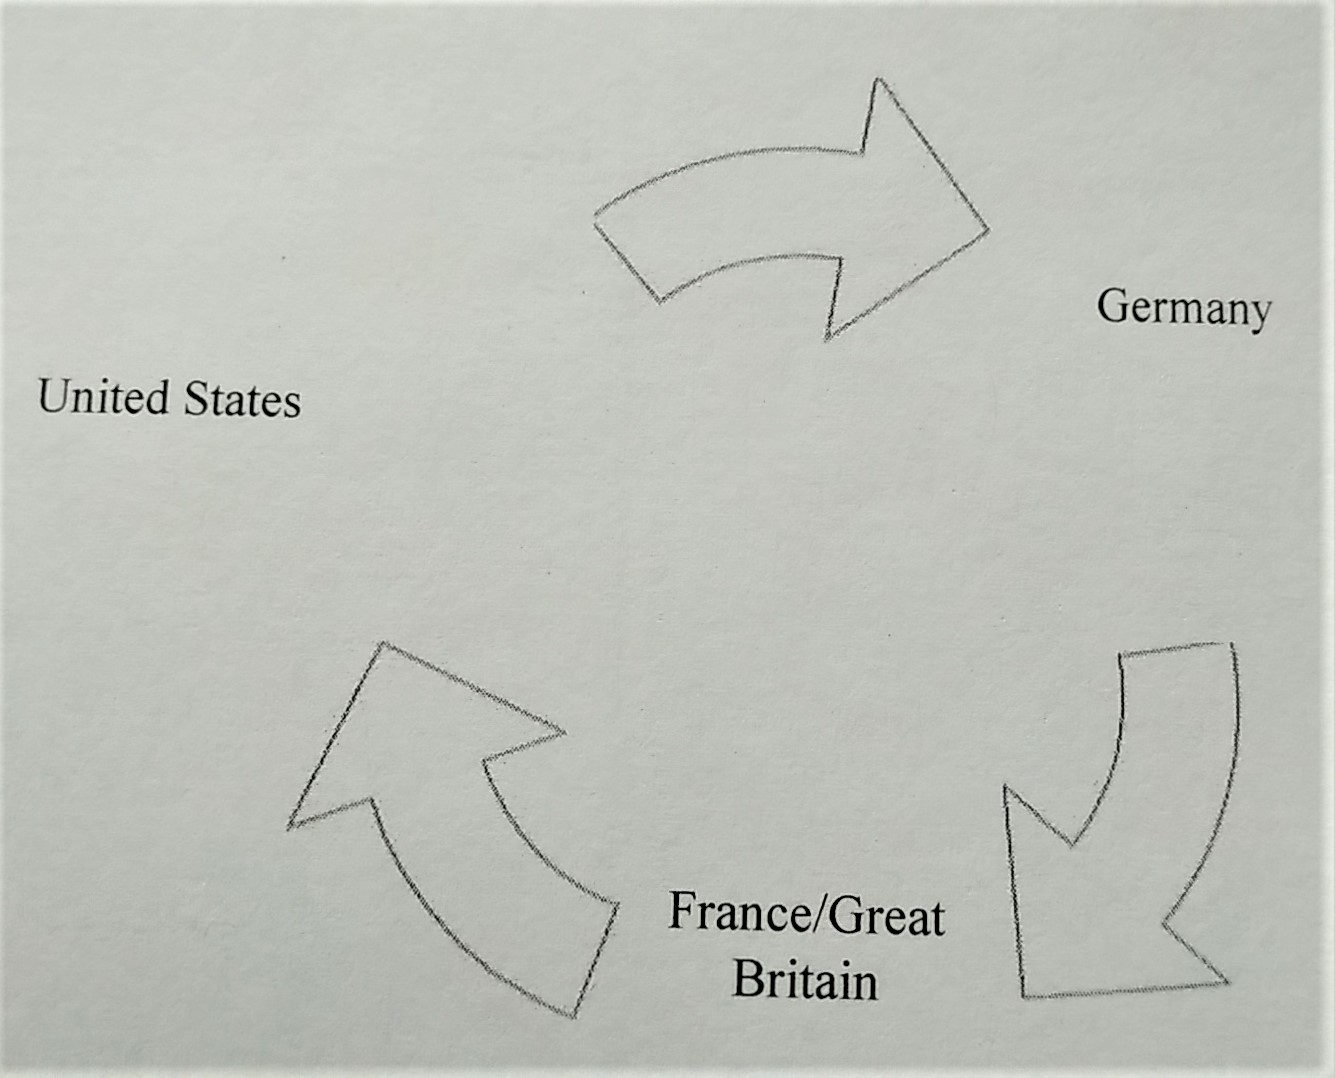 Germany
United States
France/Great
Britain